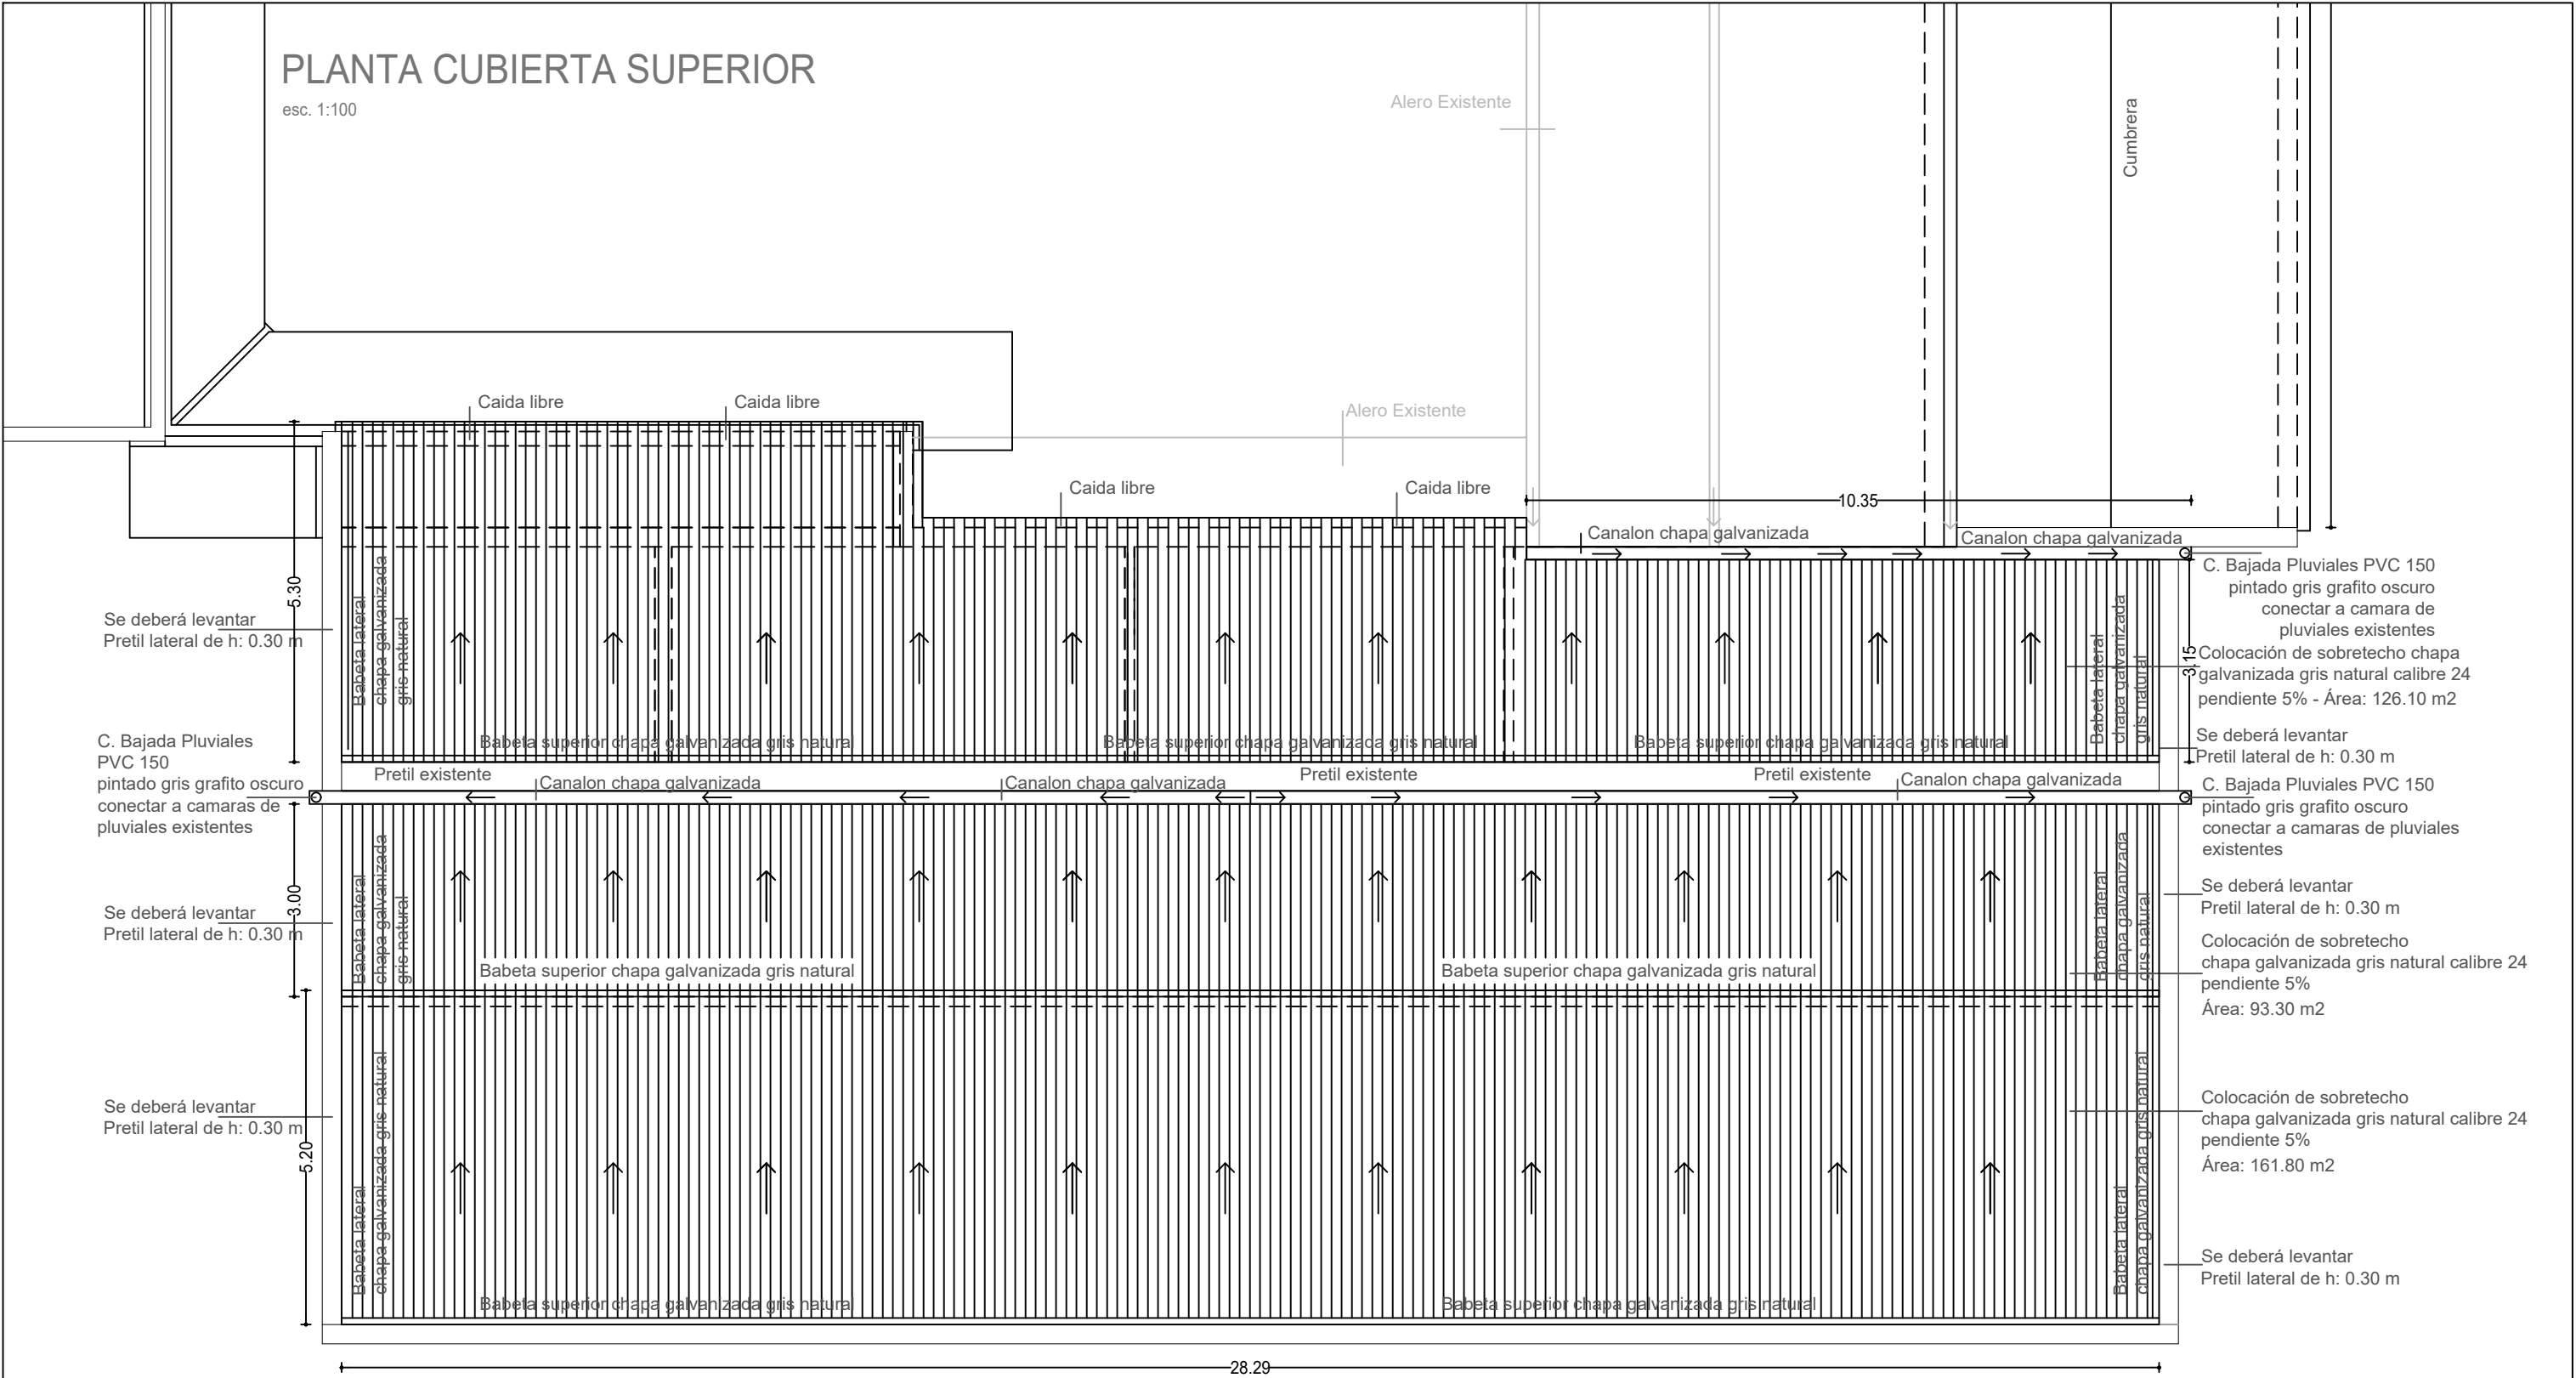 PLANTA CUBIERTA SUPERIOR
esc. 1:100
Alero Existente
Cumbrera
Caida libre
Caida libre
Alero Existente
Caida libre
Caida libre
10.35
Canalon chapa galvanizada
Canalon chapa galvanizada
C. Bajada Pluviales PVC 150
pintado gris grafito oscuro
conectar a camara de
pluviales existentes
5.30
Se deberá levantar
Pretil lateral de h: 0.30 m
Babeta lateral
chapa galvanizada
gris natural
Babeta lateral
chapa galvanizada
gris natural
3.15
Colocación de sobretecho chapa
galvanizada gris natural calibre 24
pendiente 5% - Área: 126.10 m2
Se deberá levantar
Pretil lateral de h: 0.30 m
Babeta superior chapa galvanizada gris natural
Babeta superior chapa galvanizada gris natural
Babeta superior chapa galvanizada gris natural
C. Bajada Pluviales
PVC 150
pintado gris grafito oscuro
conectar a camaras de
pluviales existentes
Pretil existente
Canalon chapa galvanizada
Canalon chapa galvanizada
Pretil existente
Pretil existente
Canalon chapa galvanizada
C. Bajada Pluviales PVC 150
pintado gris grafito oscuro
conectar a camaras de pluviales
existentes
3.00
Se deberá levantar
Pretil lateral de h: 0.30 m
Babeta lateral
chapa galvanizada
gris natural
Babeta lateral
chapa galvanizada
gris natural
Se deberá levantar
Pretil lateral de h: 0.30 m
Babeta superior chapa galvanizada gris natural
Babeta superior chapa galvanizada gris natural
Colocación de sobretecho
chapa galvanizada gris natural calibre 24
pendiente 5%
Área: 93.30 m2
Se deberá levantar
Pretil lateral de h: 0.30 m
5.20
Babeta lateral
chapa galvanizada gris natural
Babeta lateral
chapa galvanizada gris natural
Colocación de sobretecho
chapa galvanizada gris natural calibre 24
pendiente 5%
Área: 161.80 m2
Se deberá levantar
Pretil lateral de h: 0.30 m
Babeta superior chapa galvanizada gris natural
Babeta superior chapa galvanizada gris natural
28.29